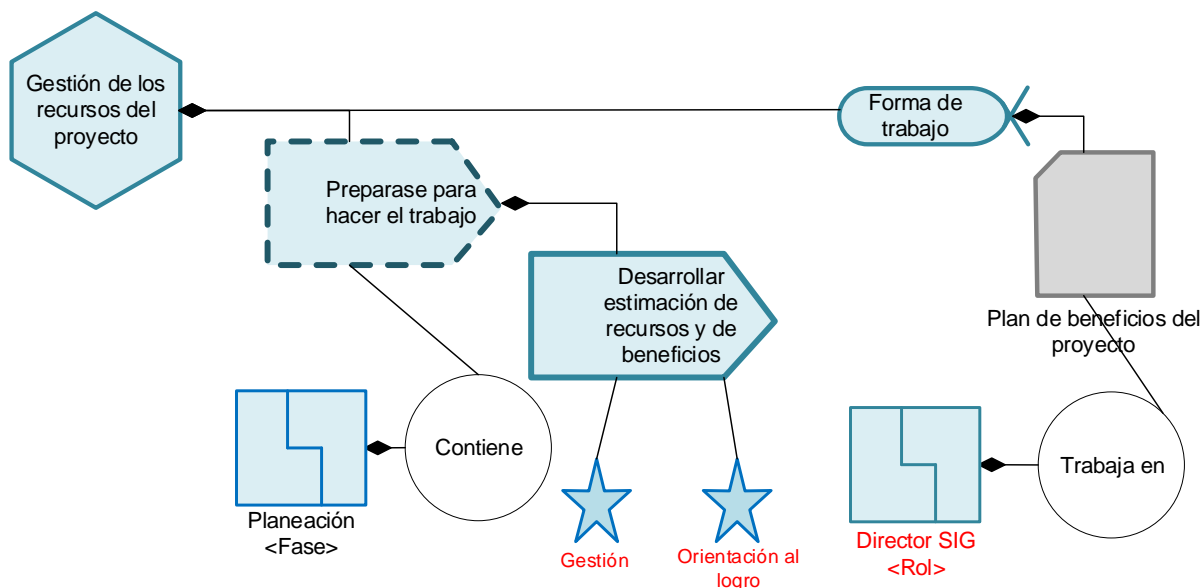 Gestión de los
recursos del
proyecto
Forma de
trabajo
Preparase para
hacer el trabajo
Desarrollar
estimación de
recursos y de
beneficios
Plan de beneficios del
proyecto
Contiene
Trabaja en
Planeación
<Fase>
Gestión
Orientación al
logro
Director SIG
<Rol>